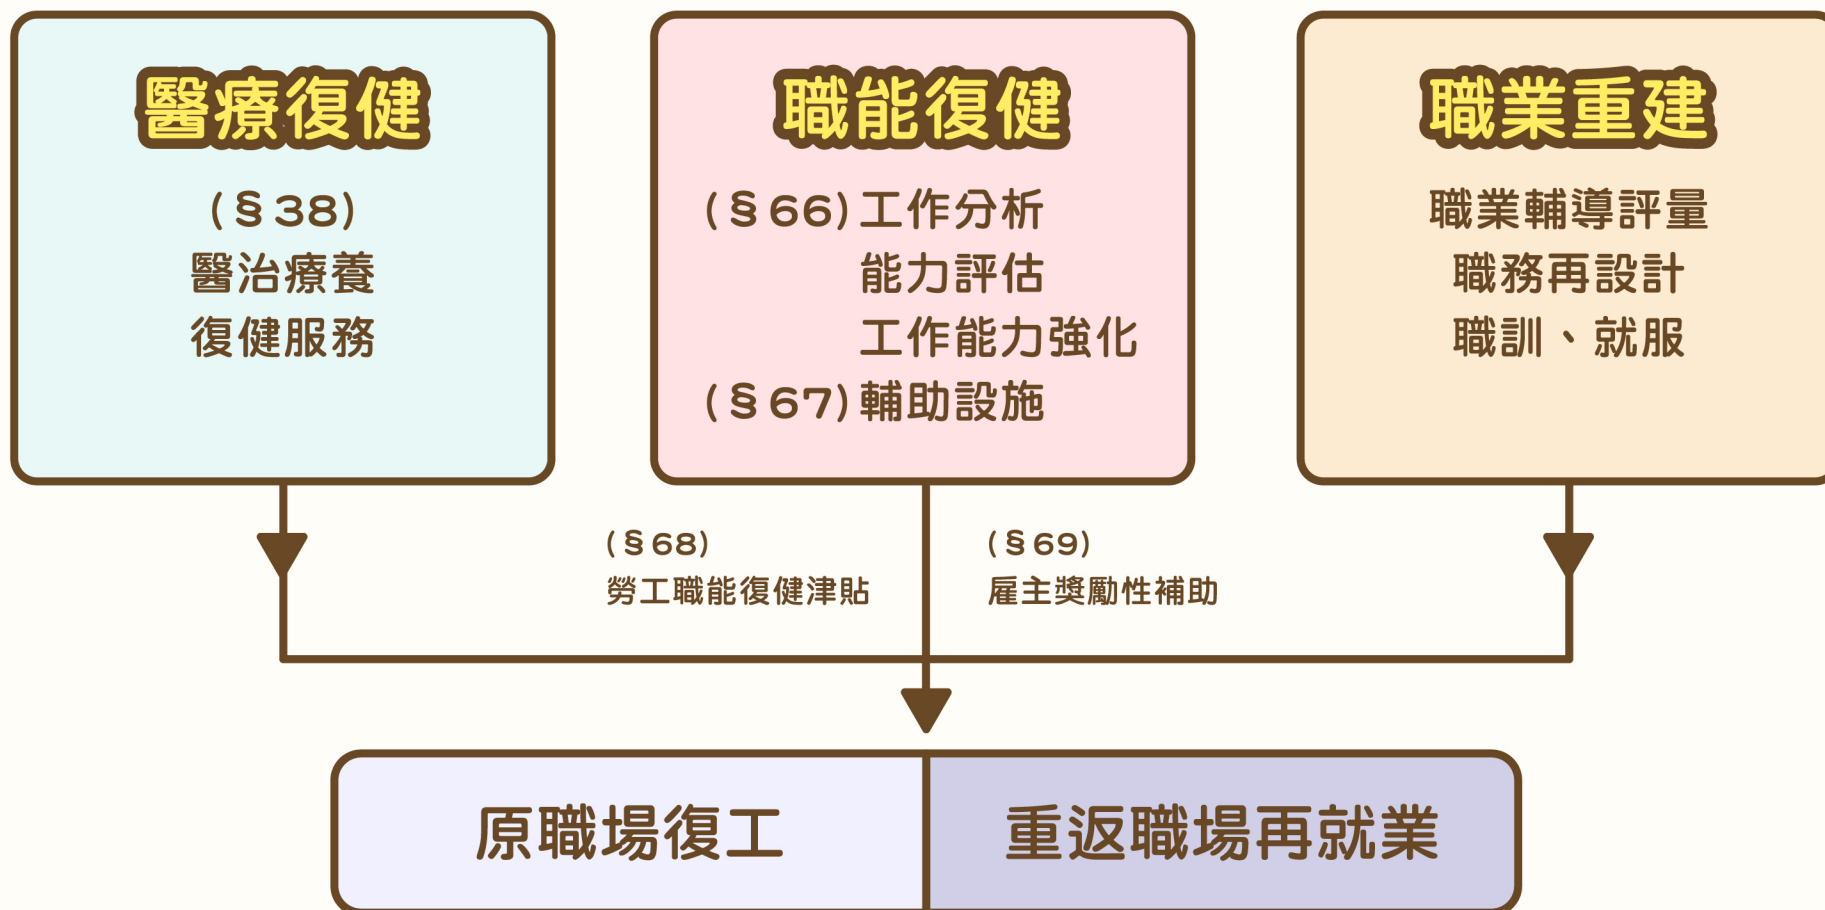 醫療復健
(§38)
醫治療養
復健服務
職能復健
(§66)工作分析
能力評估
工作能力強化
(§67)輔助設施
職業重建
職業輔導評量
職務再設計
職訓、就服
(§68)
勞工職能復健津貼
(§69)
雇主獎勵性補助
原職場復工
重返職場再就業